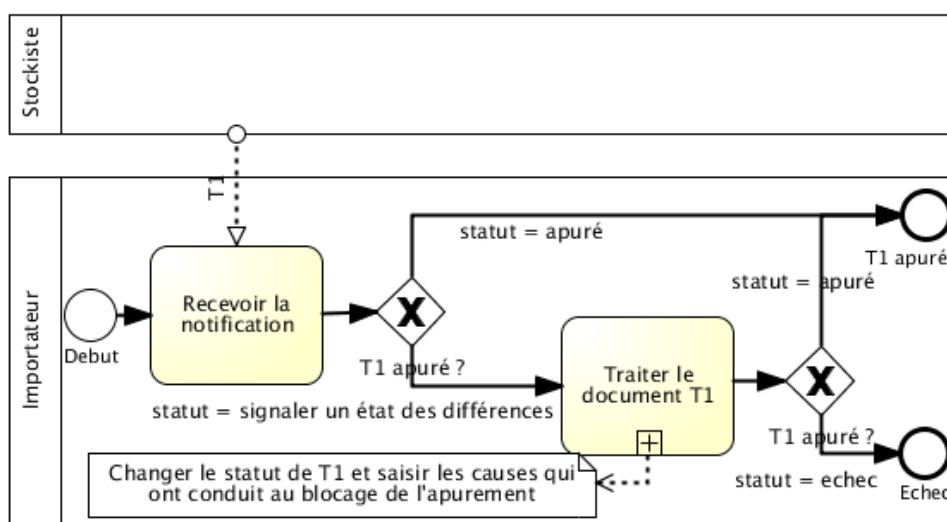 Stockiste
T1
Importateur
Debut
Recevoir la
notification
T1 apuré ?
statut = apuré
statut = signaler un état des différences
Traiter le
document T1
Changer le statut de T1 et saisir les causes qui
ont conduit au blocage de l'apurement
T1 apuré ?
statut = apuré
T1 apuré
statut = echec
Echec